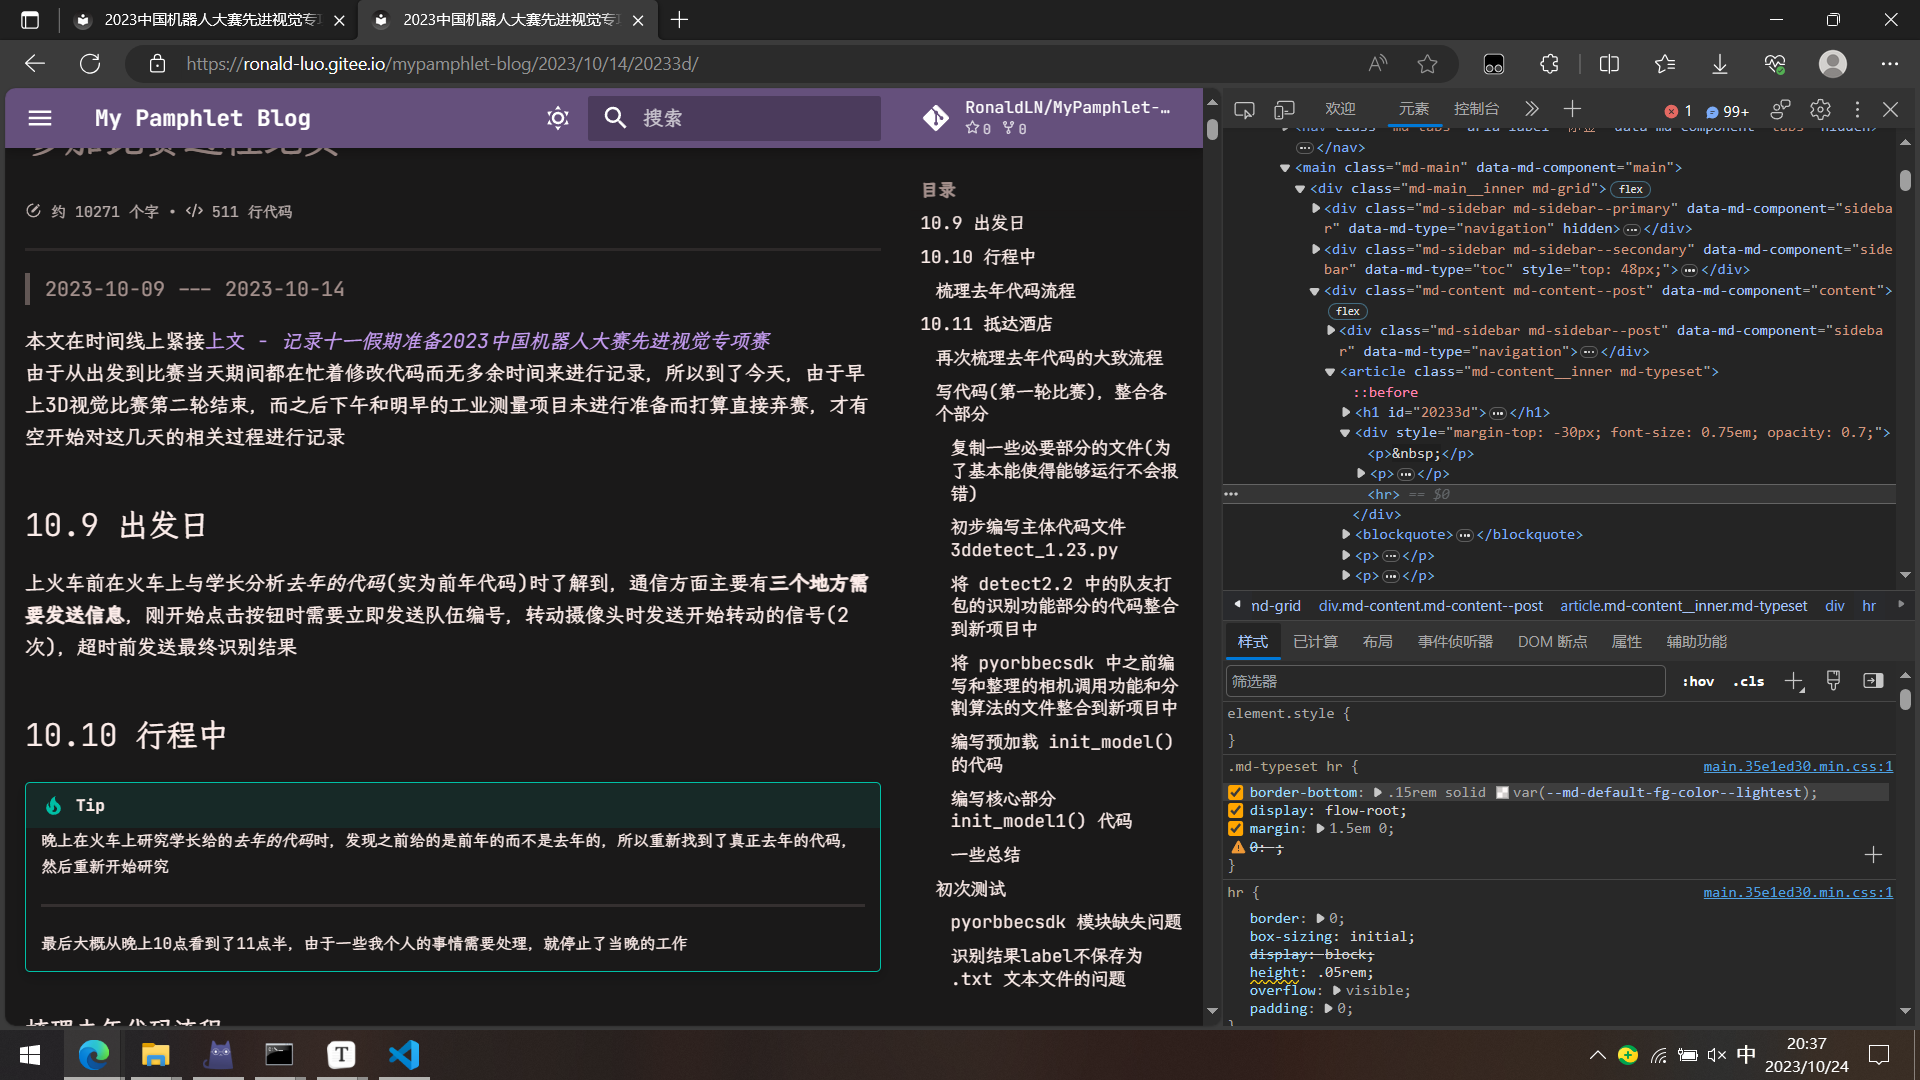 2023中国机器人大赛先进视觉专项
2023中国机器人大赛先进视觉专项
https://ronald-luo.gitee.io/mypamphlet-blog/2023/10/14/20233d/
My Pamphlet Blog
搜索
RonaldLN/MyPamphlet-…
0 0
参加比赛过程记实
约 10271 个字 • </> 511 行代码
2023-10-09 --- 2023-10-14
本文在时间线上紧接上文 - 记录十一假期准备2023中国机器人大赛先进视觉专项赛
由于从出发到比赛当天期间都在忙着修改代码而无多余时间来进行记录，所以到了今天，由于早
上3D视觉比赛第二轮结束，而之后下午和明早的工业测量项目未进行准备而打算直接弃赛，才有
空开始对这几天的相关过程进行记录
10.9 出发日
上火车前在火车上与学长分析去年的代码(实为前年代码)时了解到，通信方面主要有三个地方需
要发送信息，刚开始点击按钮时需要立即发送队伍编号，转动摄像头时发送开始转动的信号(2
次)，超时前发送最终识别结果
10.10 行程中
Tip
晚上在火车上研究学长给的去年的代码时，发现之前给的是前年的而不是去年的，所以重新找到了真正去年的代码，
然后重新开始研究
最后大概从晚上10点看到了11点半，由于一些我个人的事情需要处理，就停止了当晚的工作
梳理去年代码流程
目录
10.9 出发日
10.10 行程中
梳理去年代码流程
10.11 抵达酒店
再次梳理去年代码的大致流程
写代码(第一轮比赛)，整合各
个部分
复制一些必要部分的文件(为
了基本能使得能够运行不会报
错)
初步编写主体代码文件
3ddetect_1.23.py
将 detect2.2 中的队友打
包的识别功能部分的代码整合
到新项目中
将 pyorbbecsdk 中之前编
写和整理的相机调用功能和分
割算法的文件整合到新项目中
编写预加载 init_model()
的代码
编写核心部分
init_model1() 代码
一些总结
初次测试
pyorbbecsdk 模块缺失问题
识别结果label不保存为
.txt 文本文件的问题
欢迎 元素 控制台 1 99+
<nav class="md-tabs" aria-label="标签" data-md-component="tabs" hidden>
…</nav>
<main class="md-main" data-md-component="main">
<div class="md-main__inner md-grid"> flex
<div class="md-sidebar md-sidebar--primary" data-md-component="sideba
r" data-md-type="navigation" hidden>…</div>
<div class="md-sidebar md-sidebar--secondary" data-md-component="side
bar" data-md-type="toc" style="top: 48px;">…</div>
<div class="md-content md-content--post" data-md-component="content">
flex
<div class="md-sidebar md-sidebar--post" data-md-component="sideba
r" data-md-type="navigation">…</div>
<article class="md-content__inner md-typeset">
::before
<h1 id="20233d">…</h1>
<div style="margin-top: -30px; font-size: 0.75em; opacity: 0.7;">
<p>&nbsp;</p>
<p>…</p>
… <hr> == $0
</div>
<blockquote>…</blockquote>
<p>…</p>
<p>…</p>
nd-grid div.md-content.md-content--post article.md-content__inner.md-typeset div hr
样式 已计算 布局 事件侦听器 DOM 断点 属性 辅助功能
筛选器 :hov .cls
element.style {
}
.md-typeset hr { main.35e1ed30.min.css:1
border-bottom: .15rem solid var(--md-default-fg-color--lightest);
display: flow-root;
margin: 1.5em 0;
0: ;
}
hr { main.35e1ed30.min.css:1
border: 0;
box-sizing: initial;
display: block;
height: .05rem;
overflow: visible;
padding: 0;
}
T 中 20:37
2023/10/24